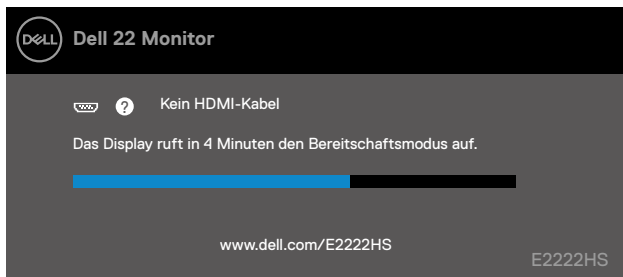 DELL Dell 22 Monitor
? Kein HDMI-Kabel
Das Display ruft in 4 Minuten den Bereitschaftsmodus auf.
www.dell.com/E2222HS
E2222HS